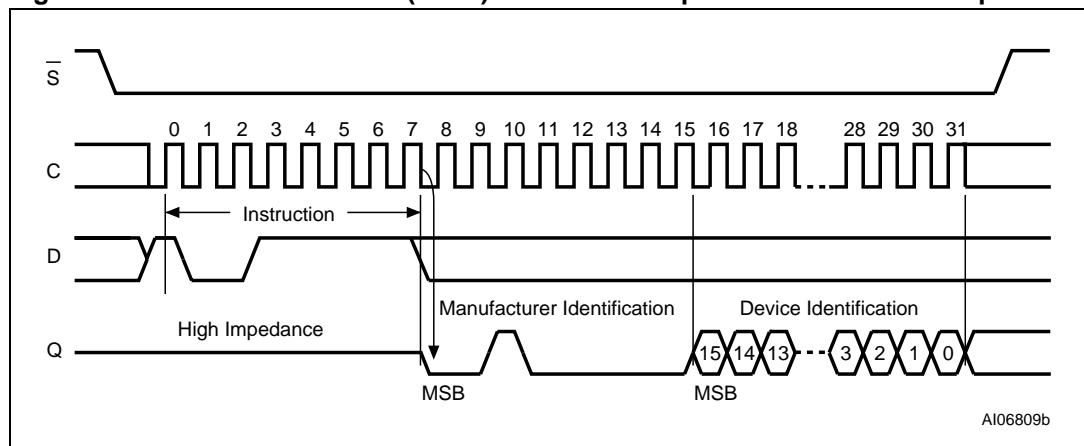 S
0 1 2 3 4 5 6 7 8 9 10 11 12 13 14 15 16 17 18 28 29 30 31
C
Instruction
D
Manufacturer Identification Device Identification
High Impedance
Q
15 14 13 3 2 1 0
MSB MSB
AI06809b